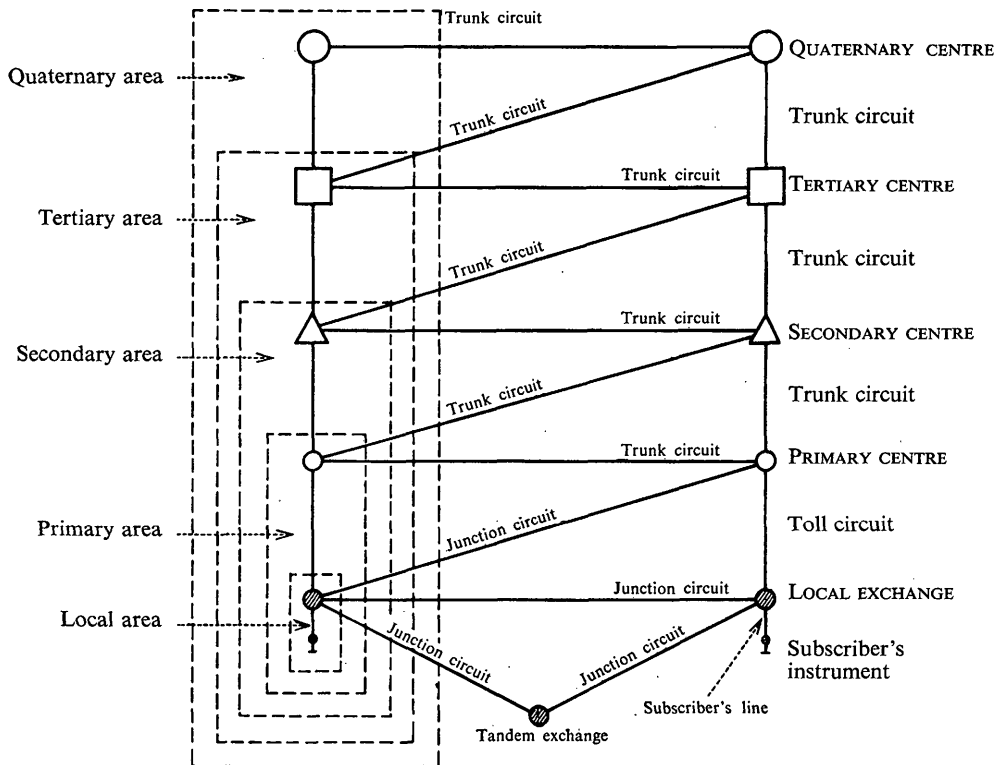 Trunk circuit
QUATERNARY CENTRE
Quaternary area
Trunk circuit
Trunk circuit
Trunk circuit
TERTIARY CENTRE
Tertiary area
Trunk circuit
Trunk circuit
Trunk circuit
SECONDARY CENTRE
Secondary area
Trunk circuit
Trunk circuit
Trunk circuit
PRIMARY CENTRE
Primary area
Junction circuit
Toll circuit
Junction circuit
LOCAL EXCHANGE
Local area
Junction circuit
Junction circuit
Subscriber's
instrument
Subscriber's line
Tandem exchange